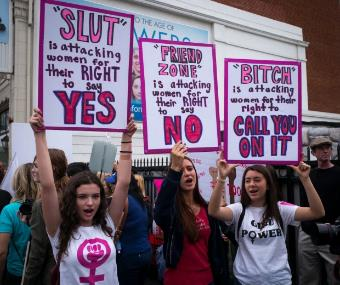 "SLUT"
is attacking
women for
their RIGHT
to say
YES
"FRIEND
ZONE"
is attacking
women for
their RIGHT
to say
NO
"BITCH"
is attacking
women for their
right to
CALL YOU
ON IT
POWER